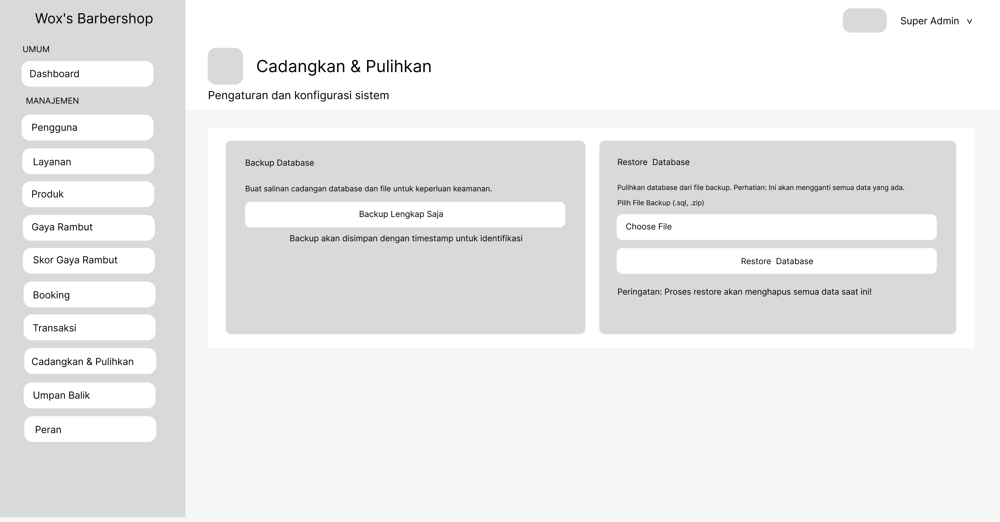 Wox's Barbershop
UMUM
Dashboard
MANAJEMEN
Pengguna
Layanan
Produk
Gaya Rambut
Skor Gaya Rambut
Booking
Transaksi
Cadangkan & Pulihkan
Umpan Balik
Peran
Super Admin v
Cadangkan & Pulihkan
Pengaturan dan konfigurasi sistem
Backup Database
Buat salinan cadangan database dan file untuk keperluan keamanan.
Backup Lengkap Saja
Backup akan disimpan dengan timestamp untuk identifikasi
Restore  Database
Pulihkan database dari file backup. Perhatian: Ini akan mengganti semua data yang ada.
Pilih File Backup (.sql, .zip)
Choose File
Restore  Database
Peringatan: Proses restore akan menghapus semua data saat ini!